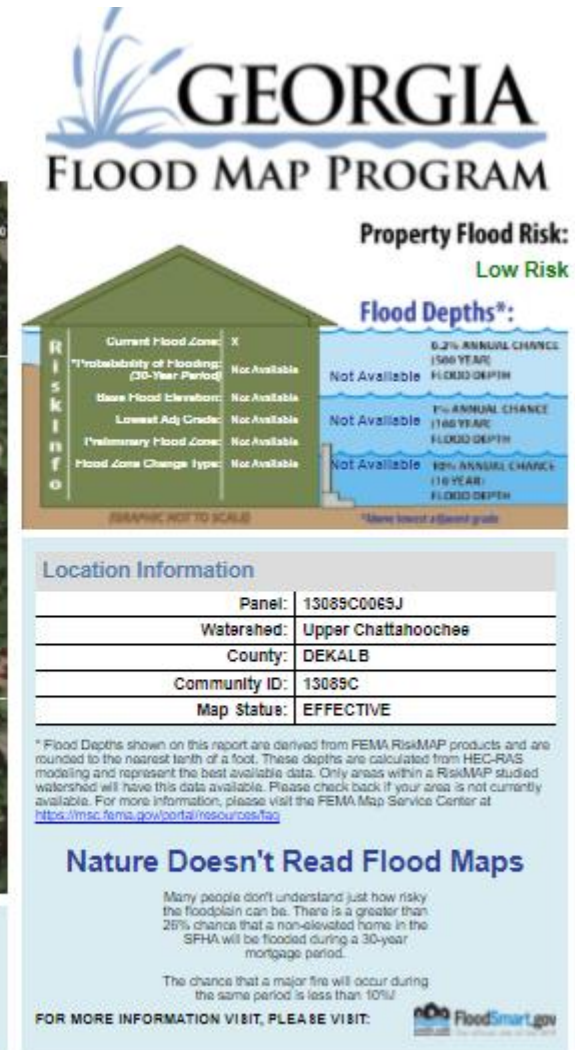 GEORGIA
FLOOD MAP PROGRAM
Property Flood Risk:
Low Risk
Flood Depths*:
Risk Info
Current Flood Zone: X
*Probability of Flooding: Not Available
(30-Year Period)
Base Flood Elevation: Not Available
Lowest Adj Grade: Not Available
Preliminary Flood Zone: Not Available
Flood Zone Change Type: Not Available
Not Available
0.2% ANNUAL CHANCE
(500 YEAR)
FLOOD DEPTH
Not Available
1% ANNUAL CHANCE
(100 YEAR)
FLOOD DEPTH
Not Available
10% ANNUAL CHANCE
(10 YEAR)
FLOOD DEPTH
(GRAPHIC NOT TO SCALE)
*Above lowest adjacent grade
Location Information
Panel: 13089C0069J
Watershed: Upper Chattahoochee
County: DEKALB
Community ID: 13089C
Map Status: EFFECTIVE
* Flood Depths shown on this report are derived from FEMA RiskMAP products and are
rounded to the nearest tenth of a foot. These depths are calculated from HEC-RAS
modeling and represent the best available data. Only areas within a RiskMAP studied
watershed will have this data available. Please check back if your area is not currently
available. For more information, please visit the FEMA Map Service Center at
https://msc.fema.gov/portal/resources/faq
Nature Doesn't Read Flood Maps
Many people don't understand just how risky
the floodplain can be. There is a greater than
26% chance that a non-elevated home in the
SFHA will be flooded during a 30-year
mortgage period.
The chance that a major fire will occur during
the same period is less than 10%!
FOR MORE INFORMATION VISIT, PLEASE VISIT:
FloodSmart.gov